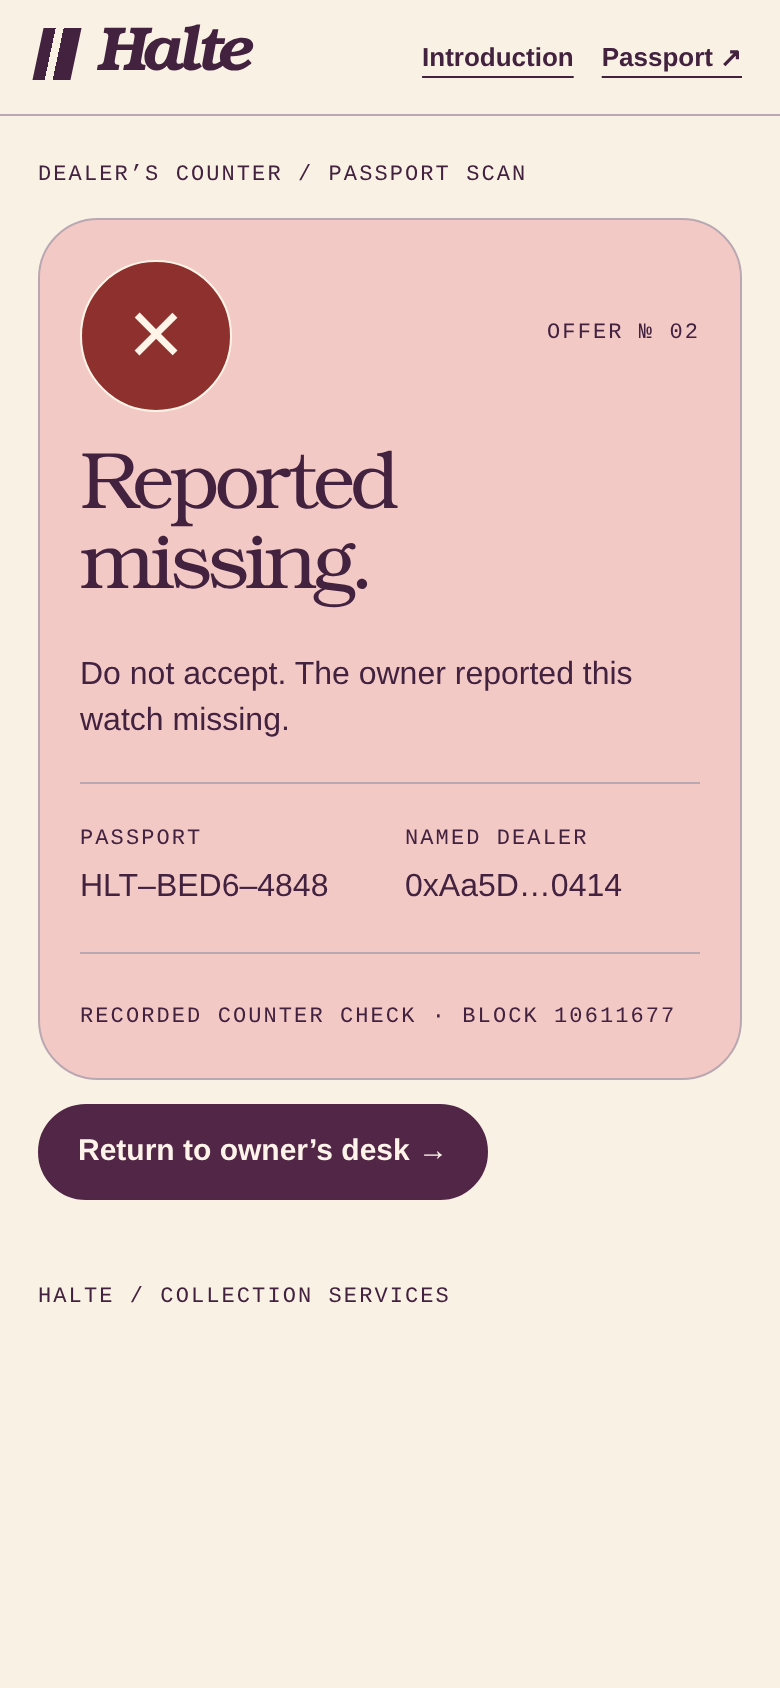 Halte
Introduction Passport ↗
DEALER’S COUNTER / PASSPORT SCAN
OFFER № 02
Reported
missing.
Do not accept. The owner reported this
watch missing.
PASSPORT NAMED DEALER
HLT–BED6–4848 0xAa5D…0414
RECORDED COUNTER CHECK · BLOCK 10611677
Return to owner’s desk →
HALTE / COLLECTION SERVICES